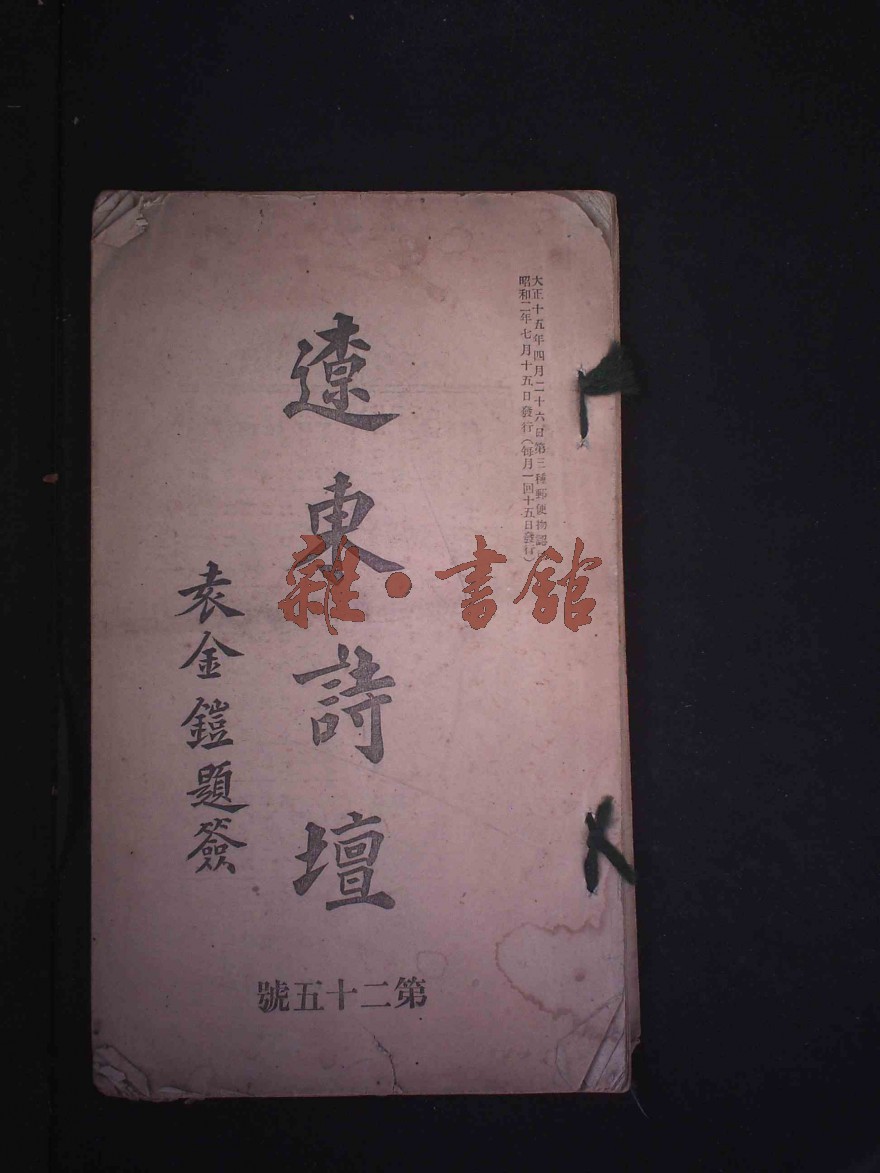 大正十五年四月二十六日第三種郵便物認
昭和二年七月十五日發行(每月一回十五日發行)
遼東詩壇
袁金鎧題簽
第二十五號
雜·書館